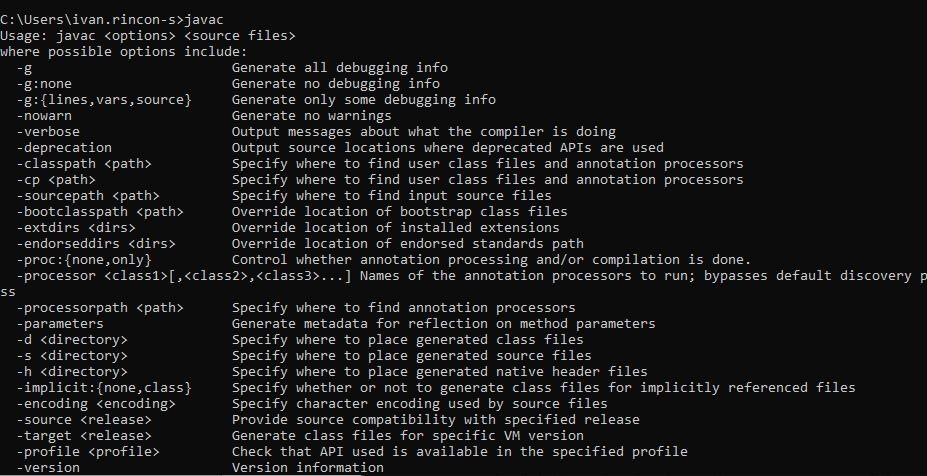 C:\Users\ivan.rincon-s>javac
Usage: javac <options> <source files>
where possible options include:
  -g                         Generate all debugging info
  -g:none                    Generate no debugging info
  -g:{lines,vars,source}     Generate only some debugging info
  -nowarn                    Generate no warnings
  -verbose                   Output messages about what the compiler is doing
  -deprecation               Output source locations where deprecated APIs are used
  -classpath <path>          Specify where to find user class files and annotation processors
  -cp <path>                 Specify where to find user class files and annotation processors
  -sourcepath <path>         Specify where to find input source files
  -bootclasspath <path>      Override location of bootstrap class files
  -extdirs <dirs>            Override location of installed extensions
  -endorseddirs <dirs>       Override location of endorsed standards path
  -proc:{none,only}          Control whether annotation processing and/or compilation is done.
  -processor <class1>[,<class2>,<class3>...] Names of the annotation processors to run; bypasses default discovery p
ss
  -processorpath <path>      Specify where to find annotation processors
  -parameters                Generate metadata for reflection on method parameters
  -d <directory>             Specify where to place generated class files
  -s <directory>             Specify where to place generated source files
  -h <directory>             Specify where to place generated native header files
  -implicit:{none,class}     Specify whether or not to generate class files for implicitly referenced files
  -encoding <encoding>       Specify character encoding used by source files
  -source <release>          Provide source compatibility with specified release
  -target <release>          Generate class files for specific VM version
  -profile <profile>         Check that API used is available in the specified profile
  -version                   Version information